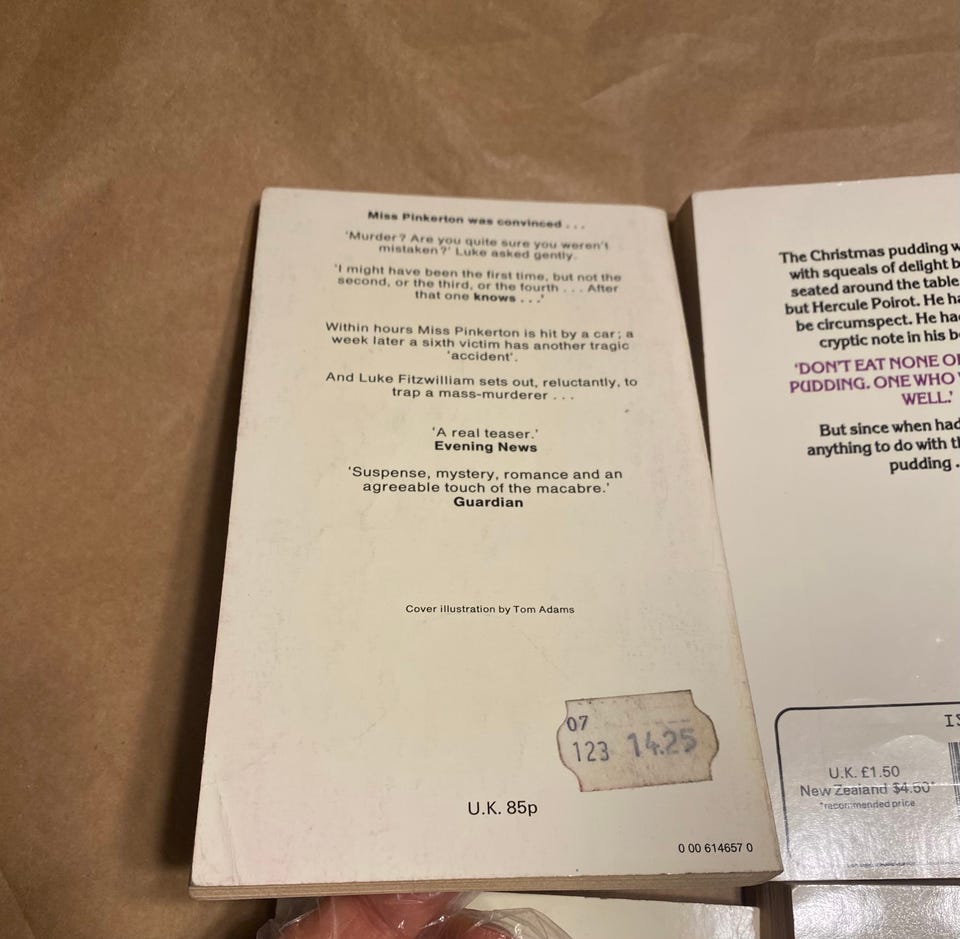 Miss Pinkerton was convinced . . .
'Murder? Are you quite sure you weren't
mistaken?' Luke asked gently.
'I might have been the first time, but not the
second, or the third, or the fourth . . . After
that one knows . . .'
Within hours Miss Pinkerton is hit by a car; a
week later a sixth victim has another tragic
'accident'.
And Luke Fitzwilliam sets out, reluctantly, to
trap a mass-murderer . . .
'A real teaser.'
Evening News
'Suspense, mystery, romance and an
agreeable touch of the macabre.'
Guardian
Cover illustration by Tom Adams
07
123 14.25
U.K. 85p
0 00 614657 0
The Christmas pudding
with squeals of delight
seated around the table
but Hercule Poirot. He
be circumspect. He
cryptic note in his
'DON'T EAT NONE
PUDDING. ONE WHO
WELL.'
But since when had
anything to do with
pudding .
U.K. £1.50
New Zealand $4.50*
*recommended price